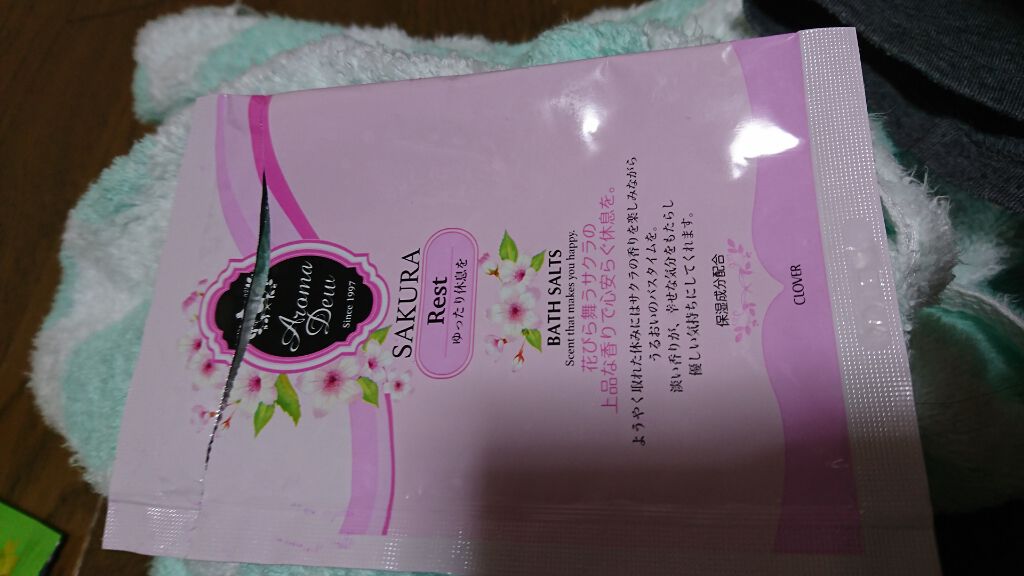 Aroma
Dew
Since 1997
SAKURA
Rest
ゆったり休息を
BATH SALTS
Scent that makes you happy.
花びら舞うサクラの
上品な香りで心安らぐ休息を。
ようやく取れた休みにはサクラの香りを楽しみながら
うるおいのバスタイムを。
淡い香りが、幸せな気分をもたらし
優しい気持ちにしてくれます。
保湿成分配合
CLOVER